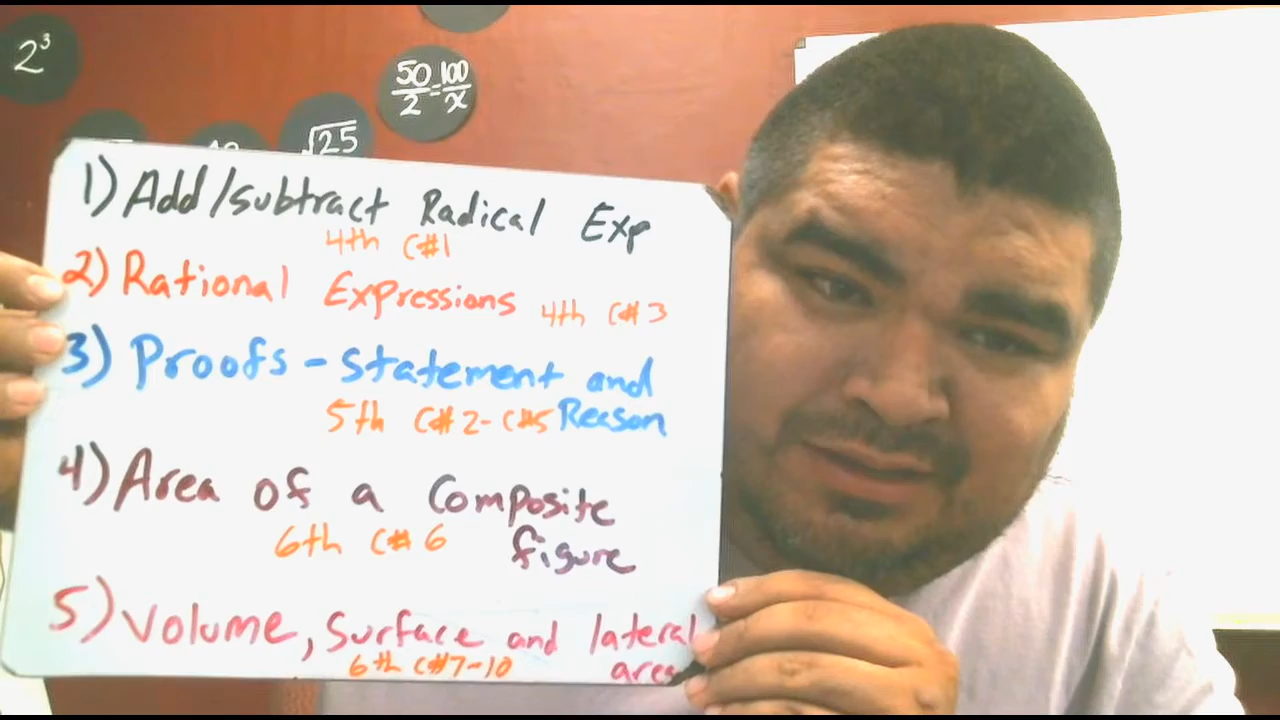 2³
50/2 = 100/x
√25
1) Add/subtract Radical Exp
4th C#1
2) Rational Expressions
4th C#3
3) Proofs - Statement and
Reason
5th C#2-C#5
4) Area of a Composite
figure
6th C#6
5) Volume, Surface and lateral
area
6th C#7-10